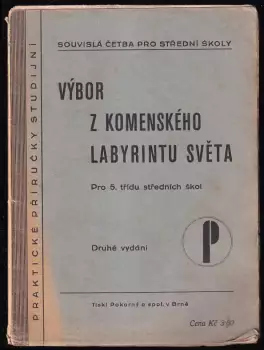 SOUVISLÁ ČETBA PRO STŘEDNÍ ŠKOLY
VÝBOR
Z KOMENSKÉHO
LABYRINTU SVĚTA
Pro 5. třídu středních škol
Druhé vydání
P
Tiskl Pokorný a spol. v Brně
Cena Kč
PRAKTICKÉ PŘÍRUČKY STUDIJNÍ